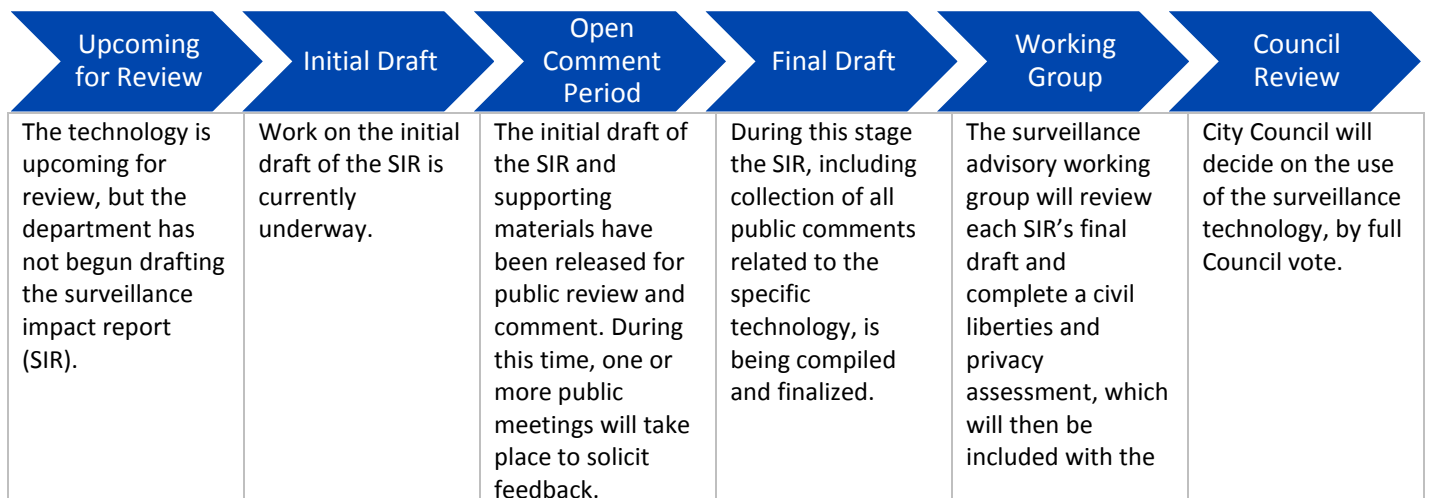 Upcoming
for Review
Initial Draft
Open
Comment
Period
Final Draft
Working
Group
Council
Review
The technology is
upcoming for
review, but the
department has
not begun drafting
the surveillance
impact report
(SIR).
Work on the initial
draft of the SIR is
currently
underway.
The initial draft of
the SIR and
supporting
materials have
been released for
public review and
comment. During
this time, one or
more public
meetings will take
place to solicit
feedback.
During this stage
the SIR, including
collection of all
public comments
related to the
specific
technology, is
being compiled
and finalized.
The surveillance
advisory working
group will review
each SIR’s final
draft and
complete a civil
liberties and
privacy
assessment, which
will then be
included with the
City Council will
decide on the use
of the surveillance
technology, by full
Council vote.